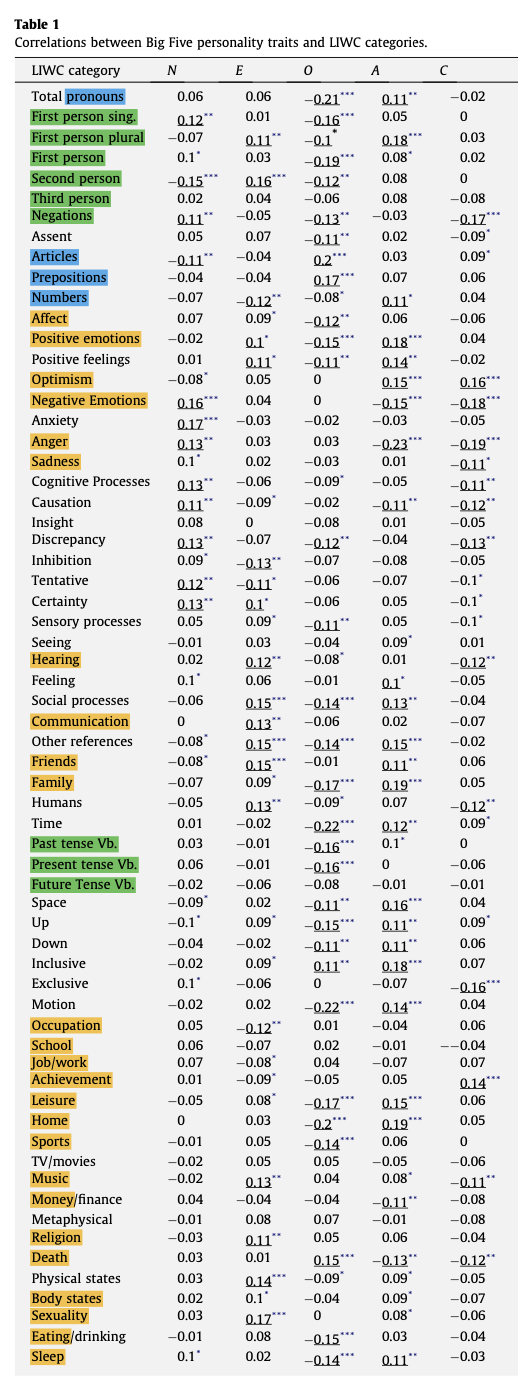 Table 1
Correlations between Big Five personality traits and LIWC categories.
LIWC category N E O A C
Total pronouns 0.06 0.06 −0.21*** 0.11** −0.02
First person sing. 0.12** 0.01 −0.16*** 0.05 0
First person plural −0.07 0.11** −0.1* 0.18*** 0.03
First person 0.1* 0.03 −0.19*** 0.08* 0.02
Second person −0.15*** 0.16*** −0.12** 0.08 0
Third person 0.02 0.04 −0.06 0.08 −0.08
Negations 0.11** −0.05 −0.13** −0.03 −0.17***
Assent 0.05 0.07 −0.11** 0.02 −0.09*
Articles −0.11** −0.04 0.2*** 0.03 0.09*
Prepositions −0.04 −0.04 0.17*** 0.07 0.06
Numbers −0.07 −0.12** −0.08* 0.11* 0.04
Affect 0.07 0.09* −0.12** 0.06 −0.06
Positive emotions −0.02 0.1* −0.15*** 0.18*** 0.04
Positive feelings 0.01 0.11* −0.11** 0.14** −0.02
Optimism −0.08* 0.05 0 0.15*** 0.16***
Negative Emotions 0.16*** 0.04 0 −0.15*** −0.18***
Anxiety 0.17*** −0.03 −0.02 −0.03 −0.05
Anger 0.13** 0.03 0.03 −0.23*** −0.19***
Sadness 0.1* 0.02 −0.03 0.01 −0.11*
Cognitive Processes 0.13** −0.06 −0.09* −0.05 −0.11**
Causation 0.11** −0.09* −0.02 −0.11** −0.12**
Insight 0.08 0 −0.08 0.01 −0.05
Discrepancy 0.13** −0.07 −0.12** −0.04 −0.13**
Inhibition 0.09* −0.13** −0.07 −0.08 −0.05
Tentative 0.12** −0.11* −0.06 −0.07 −0.1*
Certainty 0.13** 0.1* −0.06 0.05 −0.1*
Sensory processes 0.05 0.09* −0.11** 0.05 −0.1*
Seeing −0.01 0.03 −0.04 0.09* 0.01
Hearing 0.02 0.12** −0.08* 0.01 −0.12**
Feeling 0.1* 0.06 −0.01 0.1* −0.05
Social processes −0.06 0.15*** −0.14*** 0.13** −0.04
Communication 0 0.13** −0.06 0.02 −0.07
Other references −0.08* 0.15*** −0.14*** 0.15*** −0.02
Friends −0.08* 0.15*** −0.01 0.11** 0.06
Family −0.07 0.09* −0.17*** 0.19*** 0.05
Humans −0.05 0.13** −0.09* 0.07 −0.12**
Time 0.01 −0.02 −0.22*** 0.12** 0.09*
Past tense Vb. 0.03 −0.01 −0.16*** 0.1* 0
Present tense Vb. 0.06 −0.01 −0.16*** 0 −0.06
Future Tense Vb. −0.02 −0.06 −0.08 −0.01 −0.01
Space −0.09* 0.02 −0.11** 0.16*** 0.04
Up −0.1* 0.09* −0.15*** 0.11** 0.09*
Down −0.04 −0.02 −0.11** 0.11** 0.06
Inclusive −0.02 0.09* 0.11** 0.18*** 0.07
Exclusive 0.1* −0.06 0 −0.07 −0.16***
Motion −0.02 0.02 −0.22*** 0.14*** 0.04
Occupation 0.05 −0.12** 0.01 −0.04 0.06
School 0.06 −0.07 0.02 −0.01 −−0.04
Job/work 0.07 −0.08* 0.04 −0.07 0.07
Achievement 0.01 −0.09* −0.05 0.05 0.14***
Leisure −0.05 0.08* −0.17*** 0.15*** 0.06
Home 0 0.03 −0.2*** 0.19*** 0.05
Sports −0.01 0.05 −0.14*** 0.06 0
TV/movies −0.02 0.05 0.05 −0.05 −0.06
Music −0.02 0.13** 0.04 0.08* −0.11**
Money/finance 0.04 −0.04 −0.04 −0.11** −0.08
Metaphysical −0.01 0.08 0.07 −0.01 −0.08
Religion −0.03 0.11** 0.05 0.06 −0.04
Death 0.03 0.01 0.15*** −0.13** −0.12**
Physical states 0.03 0.14*** −0.09* 0.09* −0.05
Body states 0.02 0.1* −0.04 0.09* −0.07
Sexuality 0.03 0.17*** 0 0.08* −0.06
Eating/drinking −0.01 0.08 −0.15*** 0.03 −0.04
Sleep 0.1* 0.02 −0.14*** 0.11** −0.03